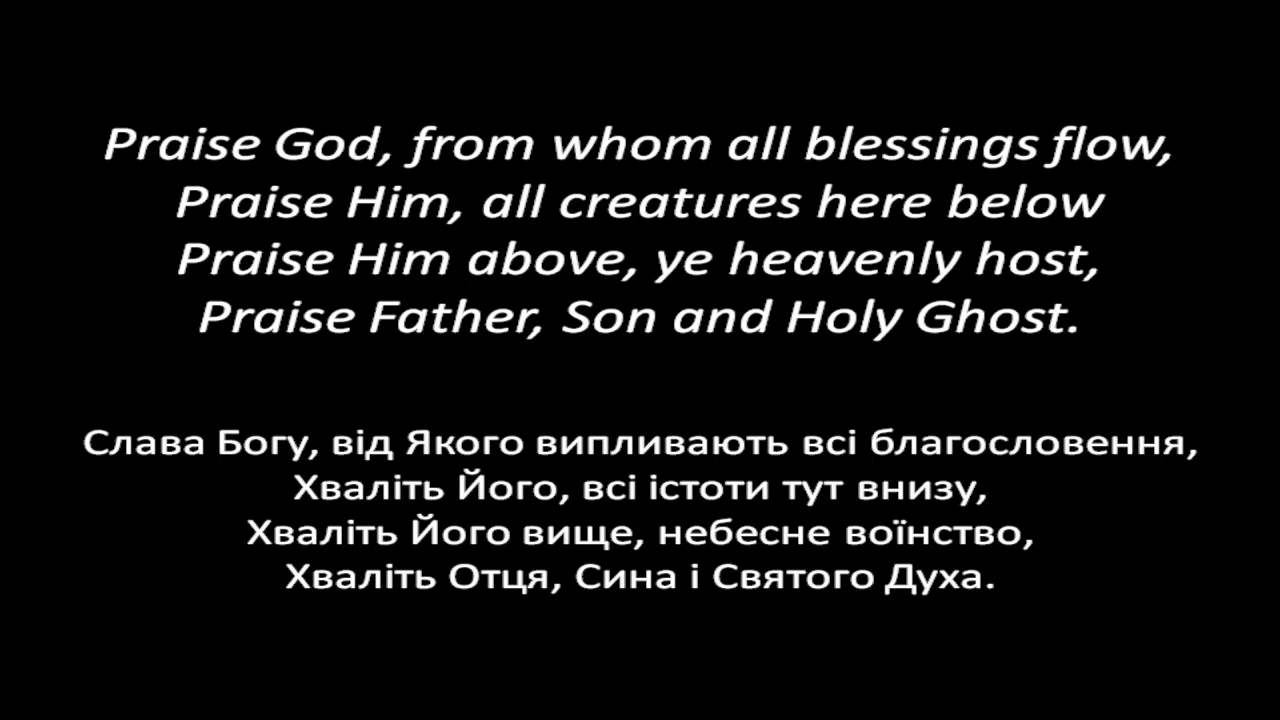 Praise God, from whom all blessings flow,
Praise Him, all creatures here below
Praise Him above, ye heavenly host,
Praise Father, Son and Holy Ghost.
Слава Богу, від Якого випливають всі благословення,
Хваліть Його, всі істоти тут внизу,
Хваліть Його вище, небесне воїнство,
Хваліть Отця, Сина і Святого Духа.